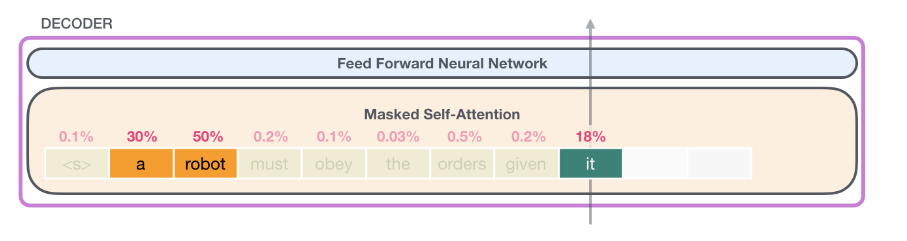 DECODER
Feed Forward Neural Network
Masked Self-Attention
0.1% 30% 50% 0.2% 0.1% 0.03% 0.5% 0.2% 18%
<s> a robot must obey the orders given it